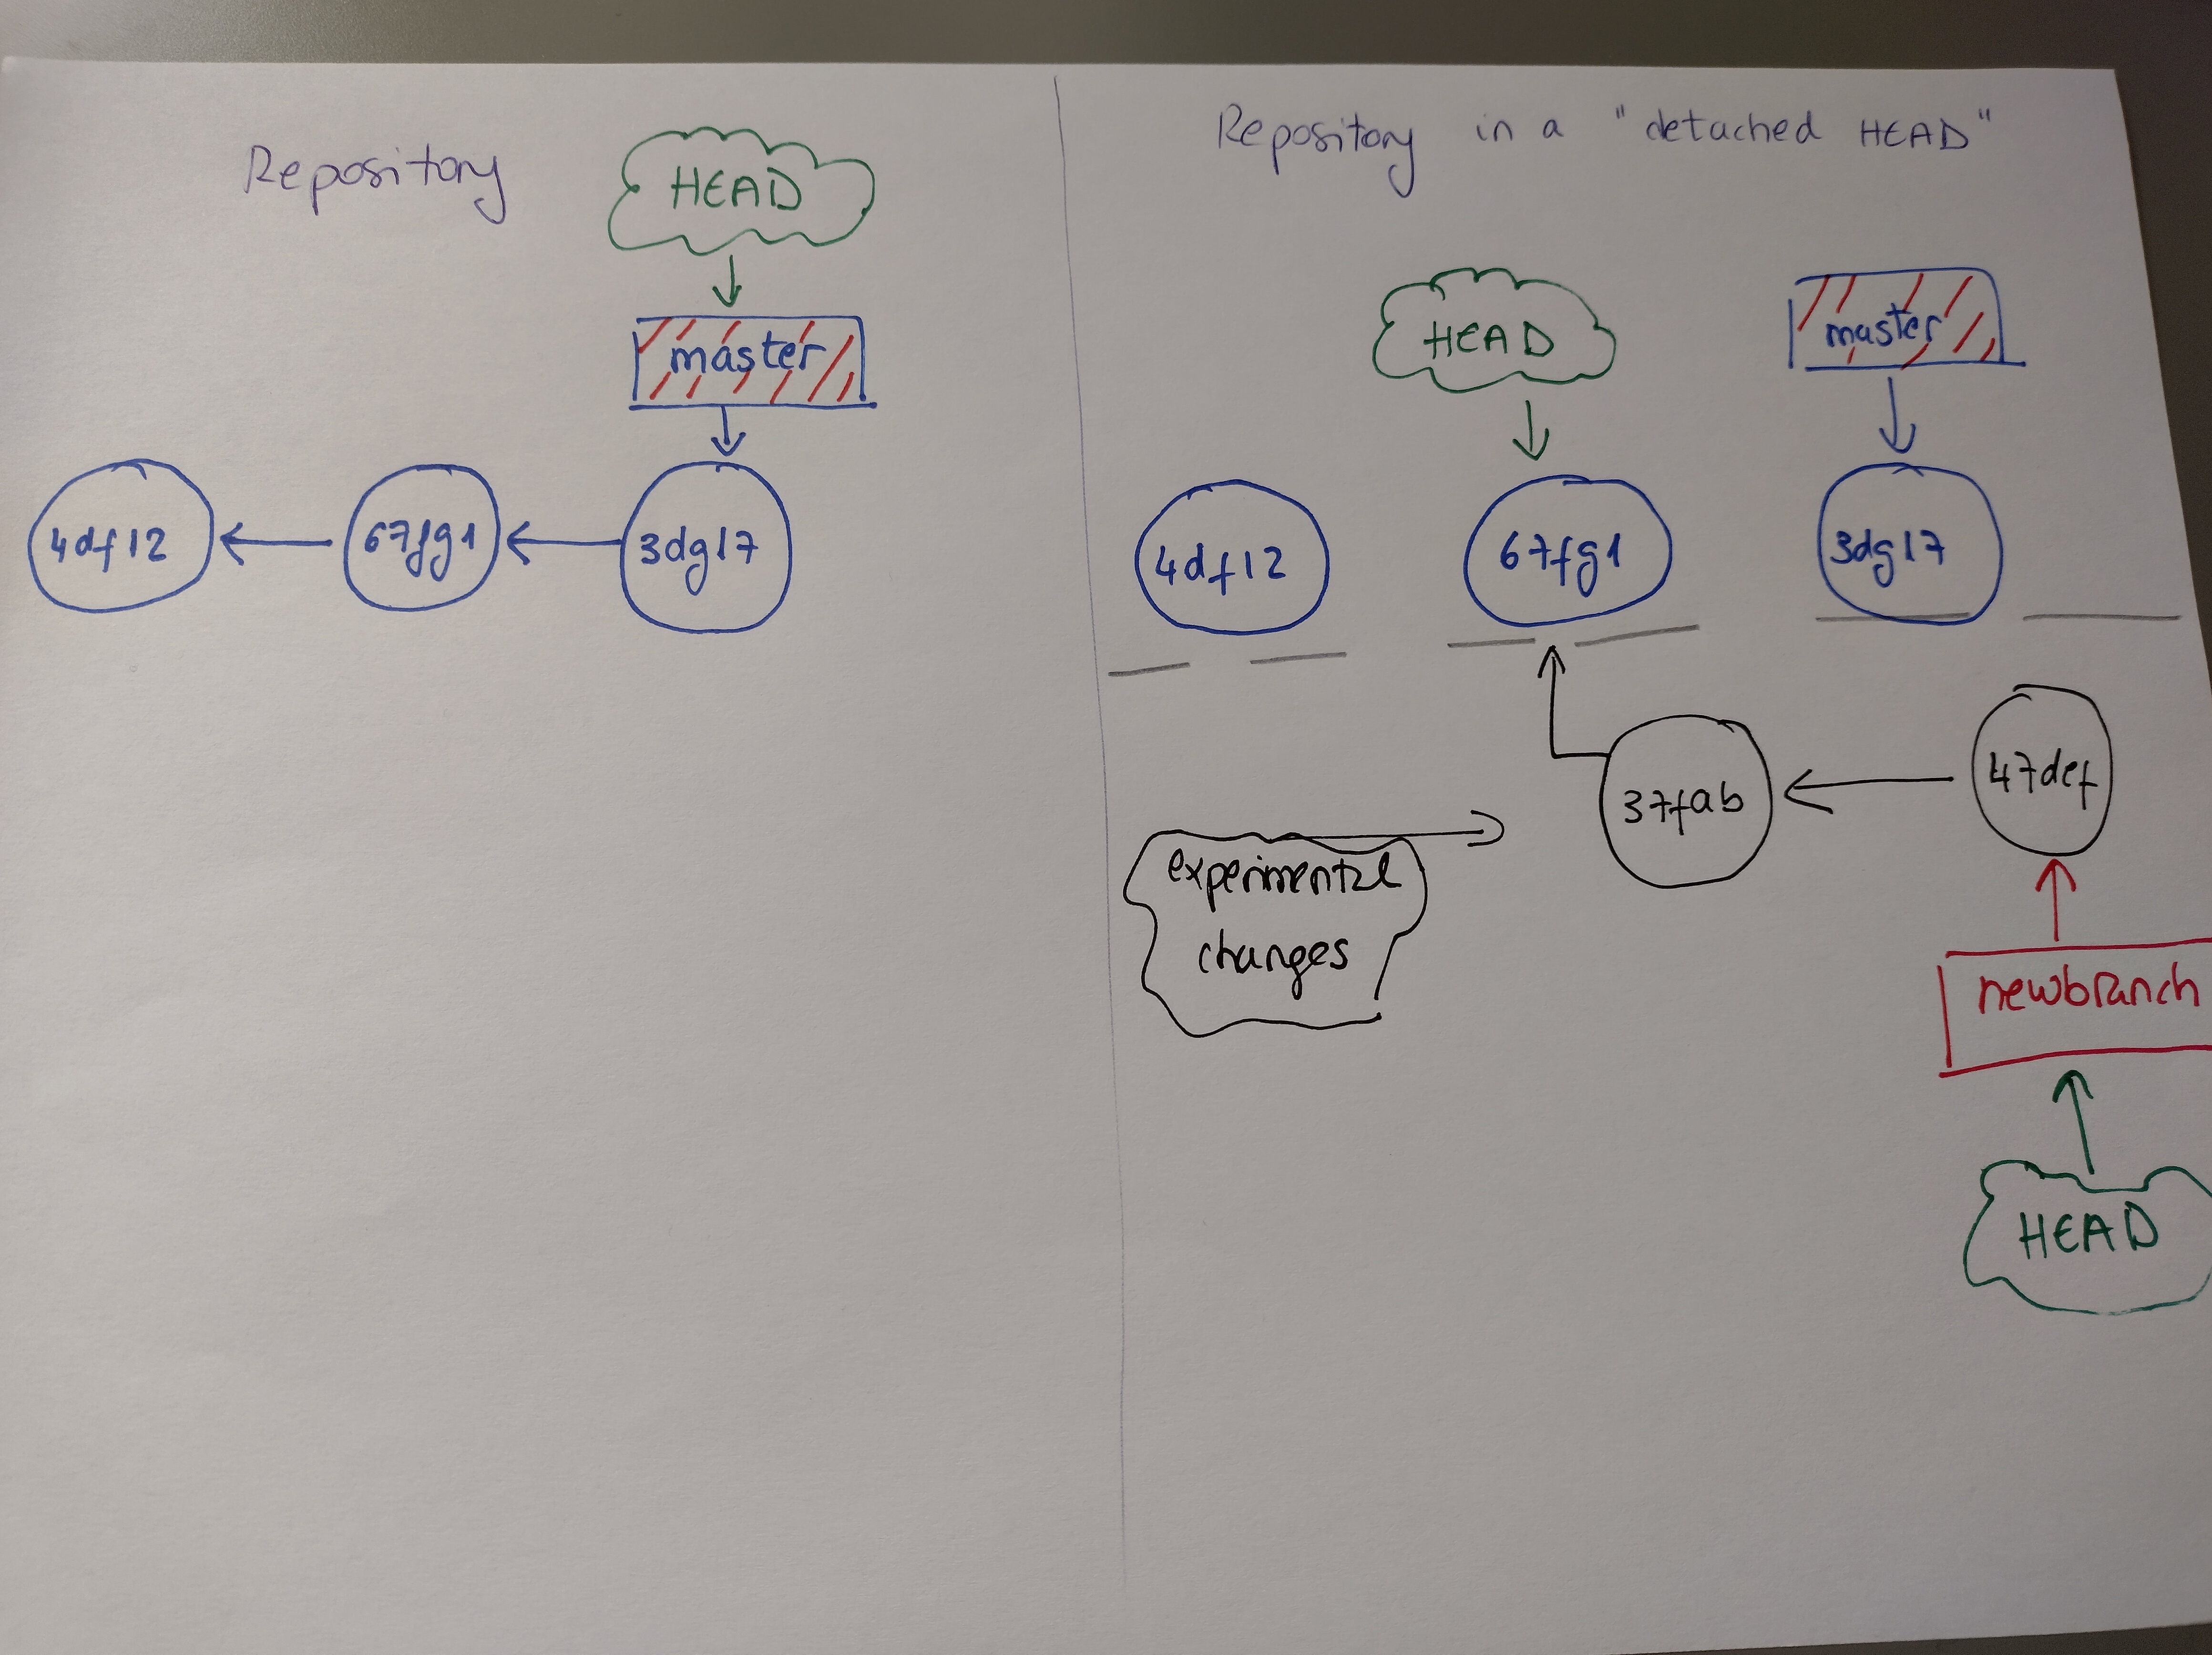 Repository
HEAD
master
4df12
67fg1
3dg17
Repository in a "detached HEAD"
HEAD
master
4df12
67fg1
3dg17
37fab
47def
experimental
changes
newbranch
HEAD